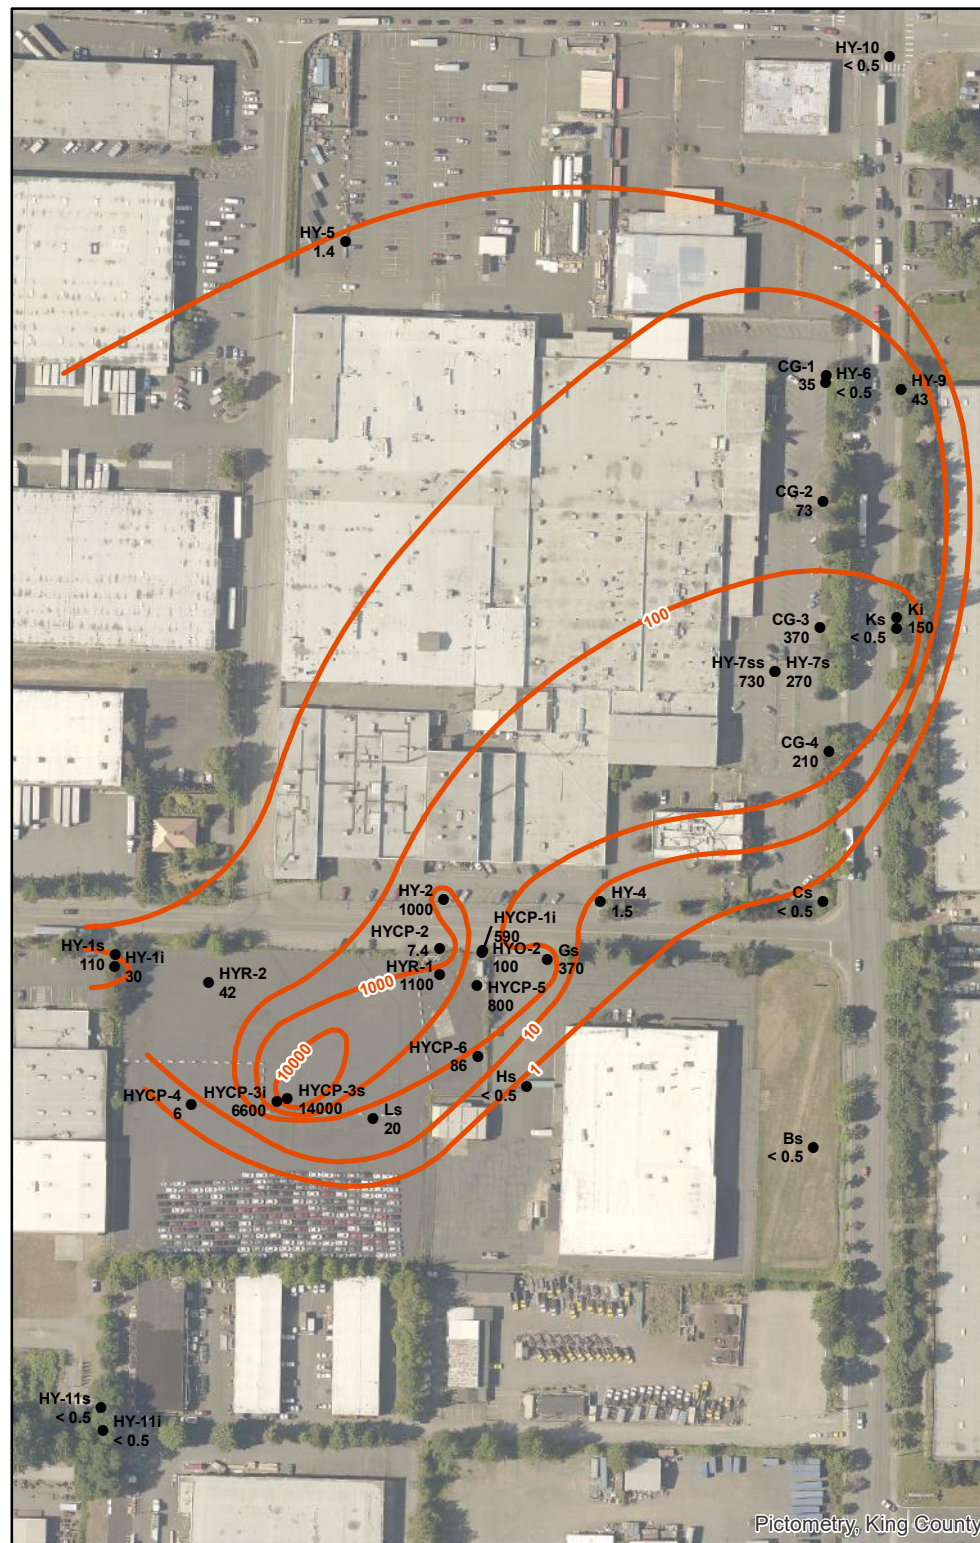 HY-10
< 0.5
HY-5
1.4
CG-1
35
HY-6
< 0.5
HY-9
43
CG-2
73
100
CG-3
370
Ks
< 0.5
Ki
150
HY-7ss
730
HY-7s
270
CG-4
210
HY-2
1000
HY-4
1.5
Cs
< 0.5
HYCP-1i
590
HYCP-2
7.4
HYO-2
100
Gs
370
HY-1s
110
HY-1i
30
HYR-2
42
HYR-1
1100
1000
HYCP-5
800
10
1
10000
HYCP-6
86
Hs
< 0.5
HYCP-4
6
HYCP-3i
6600
HYCP-3s
14000
Ls
20
Bs
< 0.5
HY-11s
< 0.5
HY-11i
< 0.5
Pictometry, King County